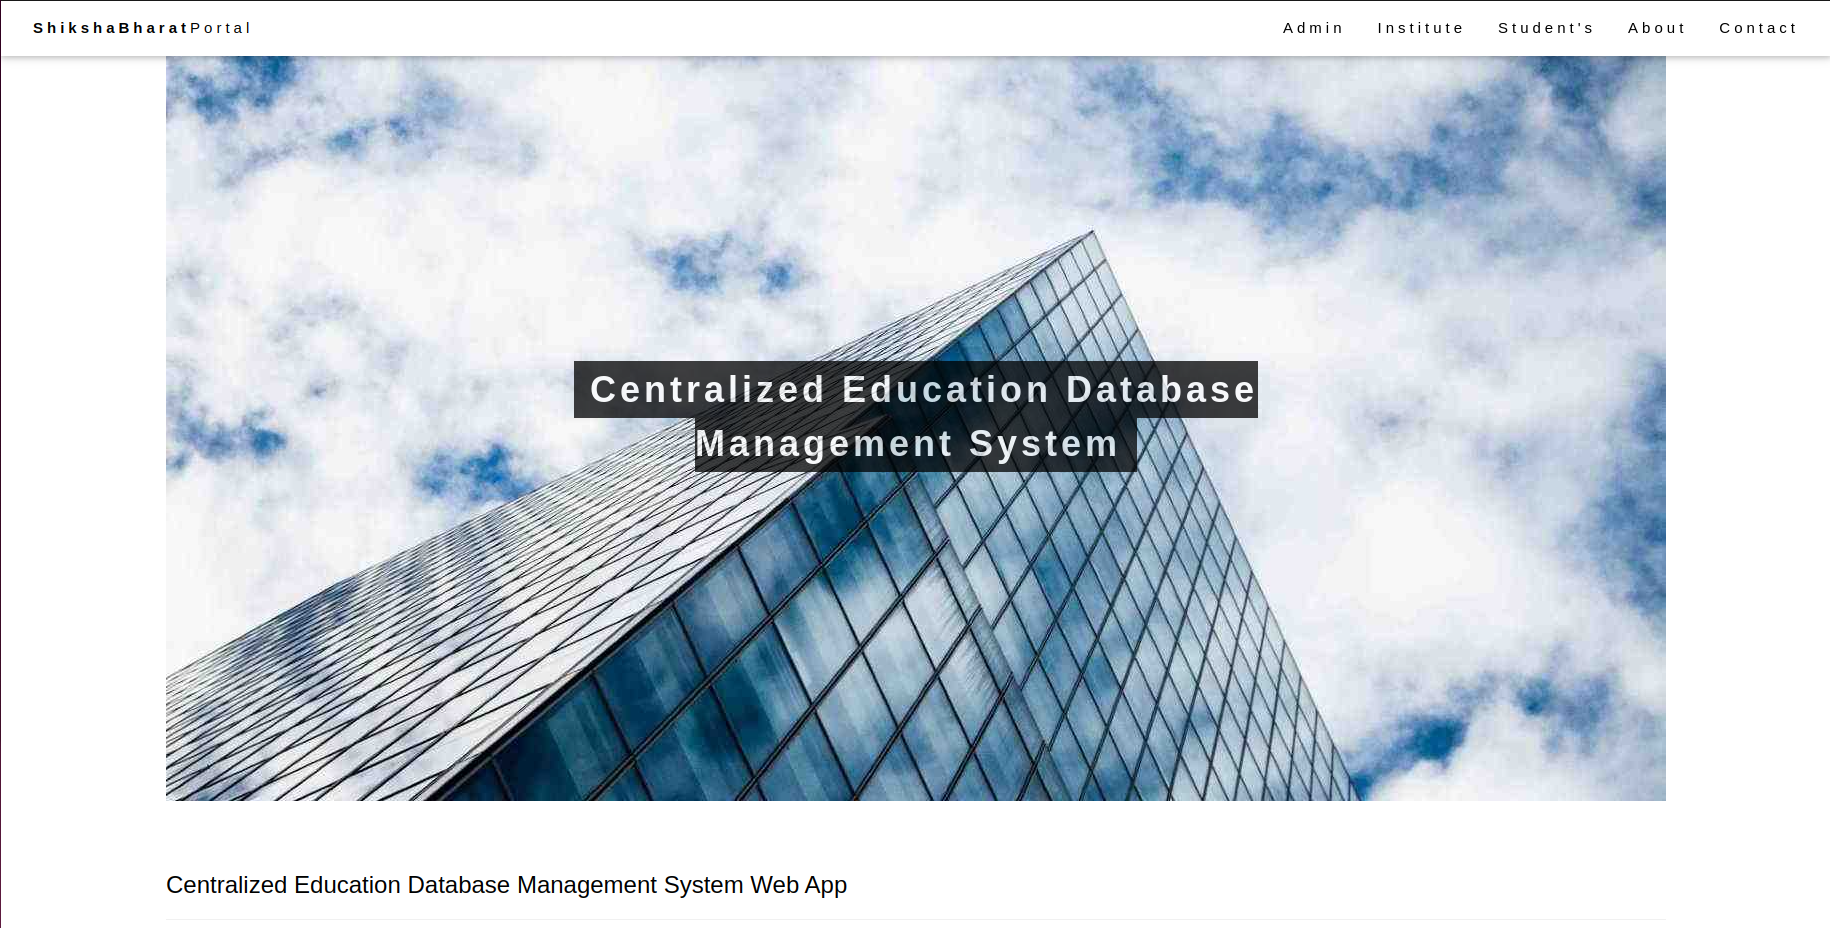 ShikshaBharatPortal
Admin Institute Student's About Contact
Centralized Education Database
Management System
Centralized Education Database Management System Web App